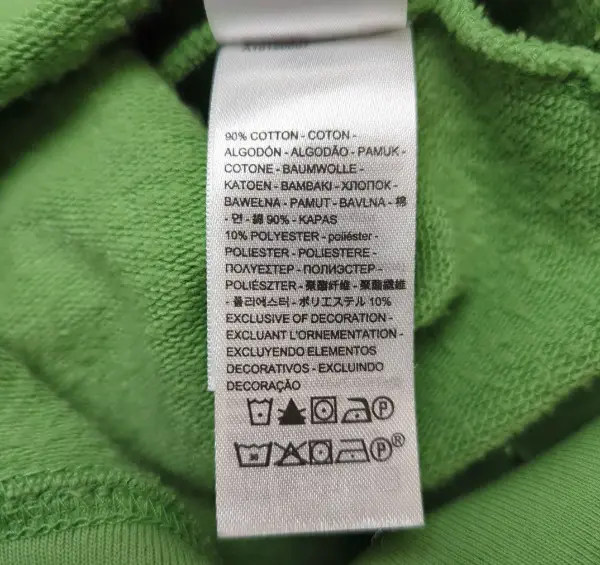 90% COTTON - COTON -
ALGODÓN - ALGODÃO - PAMUK -
COTONE - BAUMWOLLE -
KATOEN - BAMBAKI - ХЛОПОК -
BAWEŁNA - PAMUT - BAVLNA - 棉
- 면 - 綿 90% - KAPAS
10% POLYESTER - poliéster -
POLIESTER - POLIESTERE -
ΠΟΛΥΕΣΤΕΡ - ПОЛИЭСТЕР -
POLIÉSZTER - 聚酯纤维 - 聚酯纖維
- 폴리에스터 - ポリエステル 10%
EXCLUSIVE OF DECORATION -
EXCLUANT L'ORNEMENTATION -
EXCLUYENDO ELEMENTOS
DECORATIVOS - EXCLUINDO
DECORAÇÃO
P
P®